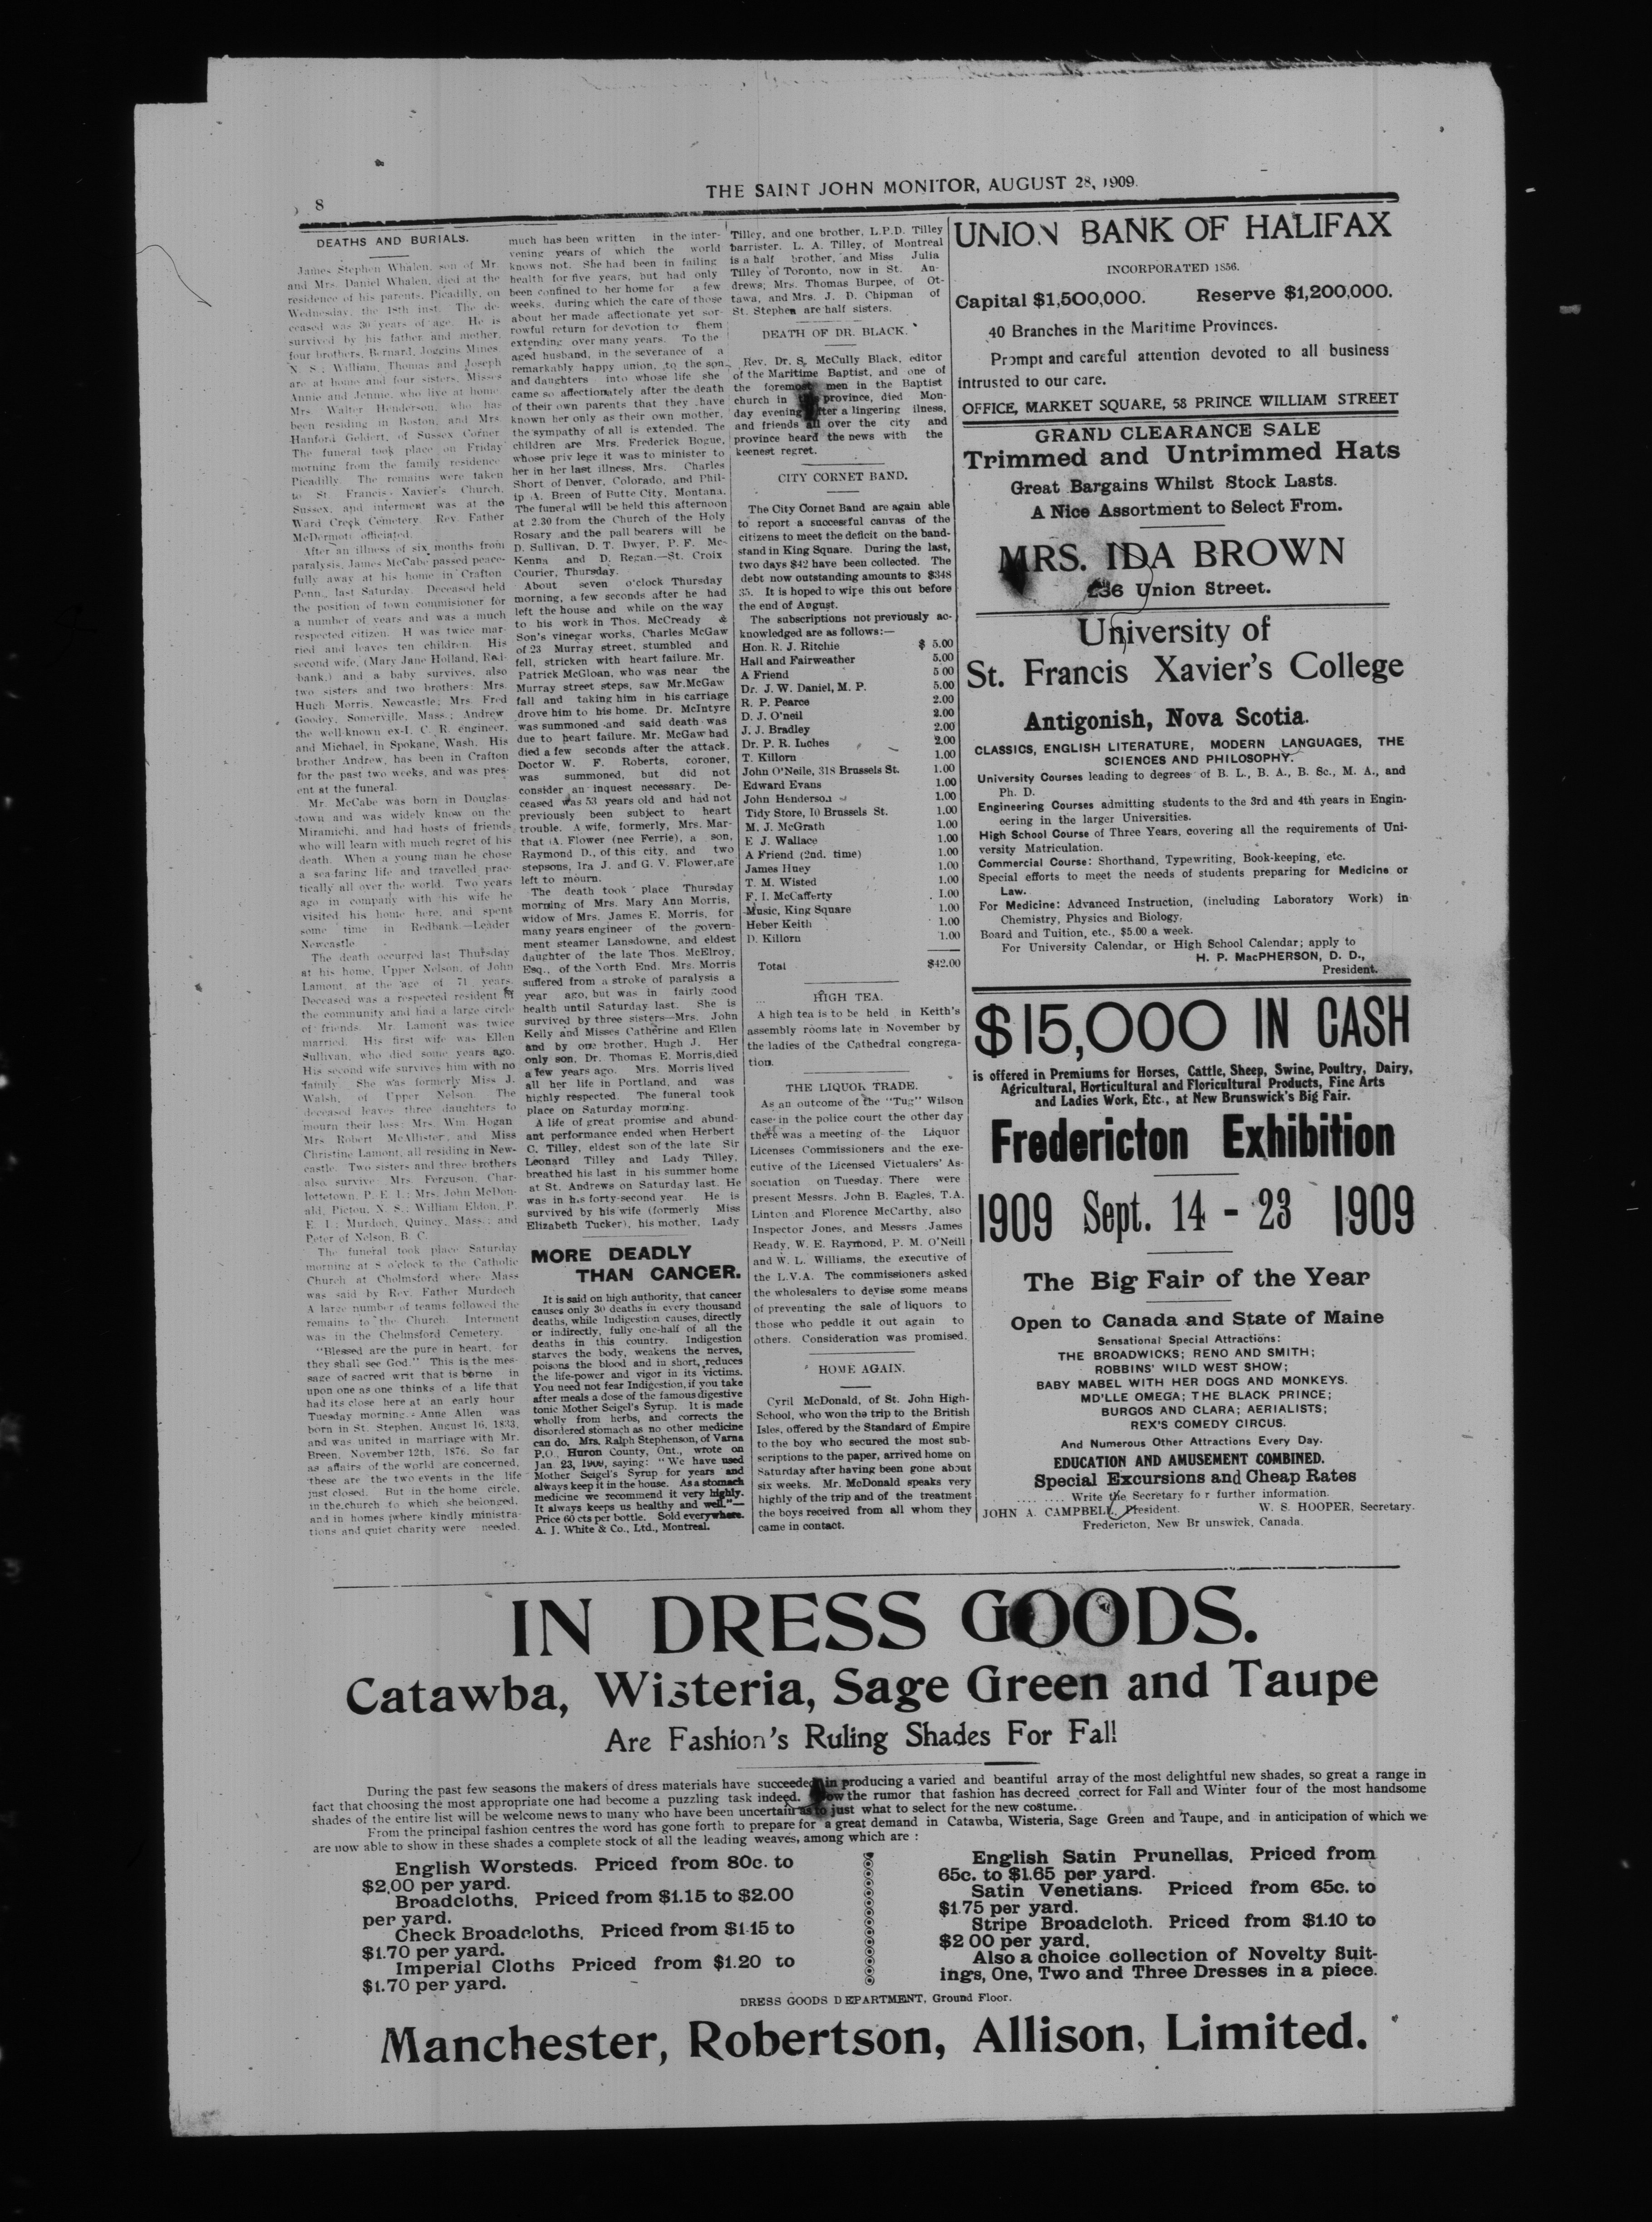 8
THE SAINT JOHN MONITOR, AUGUST 28, 1909.
DEATHS AND BURIALS.
James Stephen Whalen, son of Mr.
and Mrs. Daniel Whalen, died at the
residence of his parents, Picadilly, on
Wednesday, the 18th inst. The de-
ceased was 30 years of age. He is
survived by his father and mother,
four brothers, Bernard, Joggins Mines,
N. S.; William, Thomas and Joseph
are at home and four sisters, Misses
Annie and Jennie, who live at home
Mrs. Walter Henderson, who has
been residing in Boston, and Mrs.
Hanford Geldert, of Sussex Corner
The funeral took place on Friday
morning from the family residence
Picadilly. The remains were taken
to St. Francis Xavier's Church,
Sussex, and interment was at the
Ward Creek Cemetery. Rev. Father
McDermott officiated.
After an illness of six months from
paralysis, James McCabe passed peace-
fully away at his home in Crafton
Penn., last Saturday. Deceased held
the position of town commisioner for
a number of years and was a much
respected citizen. H was twice mar-
ried and leaves ten children. His
second wife, (Mary Jane Holland, Red-
bank,) and a baby survives, also
two sisters and two brothers: Mrs.
Hugh Morris, Newcastle; Mrs. Fred
Goodey, Somerville, Mass.; Andrew
the well-known ex-I. C. R. engineer,
and Michael, in Spokane, Wash. His
brother Andrew, has been in Crafton
for the past two weeks, and was pres-
ent at the funeral.
Mr. McCabe was born in Douglas-
town and was widely know on the
Miramichi, and had hosts of friends
who will learn with much regret of his
death. When a young man he chose
a sea-faring life and travelled prac-
tically all over the world. Two years
ago in company with his wife he
visited his home here, and spent
some time in Redbank.—Leader
Newcastle
The death occurred last Thursday
at his home, Upper Nelson, of John
Lamont, at the age of 71 years.
Deceased was a respected resident of
the community and had a large circle
of friends. Mr. Lamont was twice
married. His first wife was Ellen
Sullivan, who died some years ago.
His second wife survives him with no
family. She was formerly Miss J.
Walsh, of Upper Nelson. The
deceased leaves three daughters to
mourn their loss: Mrs. Wm. Hogan
Mrs. Robert McAllister, and Miss
Christine Lamont, all residing in New-
castle. Two sisters and three brothers
also survive: Mrs. Ferguson, Char-
lottetown, P. E. I.; Mrs. John McDon-
ald, Pictou, N. S.; William Eldon, P.
E. I.; Murdoch, Quincy, Mass.; and
Peter of Nelson, B. C.
The funeral took place Saturday
morning at 8 o'clock to the Catholic
Church at Chelmsford where Mass
was said by Rev. Father Murdoch
A large number of teams followed the
remains to the Church. Interment
was in the Chelmsford Cemetery.
"Blessed are the pure in heart, for
they shall see God." This is the mes-
sage of sacred writ that is borne in
upon one as one thinks of a life that
had its close here at an early hour
Tuesday morning. Anne Allen was
born in St. Stephen, August 16, 1833,
and was united in marriage with Mr.
Breen, November 12th, 1876. So far
as affairs of the world are concerned,
these are the two events in the life
just closed. But in the home circle,
in the church to which she belonged,
and in homes where kindly ministra-
tions and quiet charity were needed,
much has been written in the inter-
vening years of which the world
knows not. She had been in failing
health for five years, but had only
been confined to her home for a few
weeks, during which the care of those
about her made affectionate yet sor-
rowful return for devotion to them
extending over many years. To the
aged husband, in the severance of a
remarkably happy union, to the son
and daughters into whose life she
came so affectionately after the death
of their own parents that they have
known her only as their own mother,
the sympathy of all is extended. The
children are Mrs. Frederick Bogue,
whose priv lege it was to minister to
her in her last illness, Mrs. Charles
Short of Denver, Colorado, and Phil-
ip A. Breen of Butte City, Montana.
The funeral will be held this afternoon
at 2.30 from the Church of the Holy
Rosary and the pall bearers will be
D. Sullivan, D. T. Dwyer, P. F. Mc-
Kenna and D. Regan.—St. Croix
Courier, Thursday.
About seven o'clock Thursday
morning, a few seconds after he had
left the house and while on the way
to his work in Thos. McCready &
Son's vinegar works, Charles McGaw
of 23 Murray street, stumbled and
fell, stricken with heart failure. Mr.
Patrick McGloan, who was near the
Murray street steps, saw Mr.McGaw
fall and taking him in his carriage
drove him to his home. Dr. McIntyre
was summoned and said death was
due to heart failure. Mr. McGaw had
died a few seconds after the attack.
Doctor W. F. Roberts, coroner,
was summoned, but did not
consider an inquest necessary. De-
ceased was 53 years old and had not
previously been subject to heart
trouble. A wife, formerly, Mrs. Mar-
that A. Flower (nee Ferrie), a son,
Raymond D., of this city, and two
stepsons, Ira J. and G. V. Flower,are
left to mourn.
The death took place Thursday
morning of Mrs. Mary Ann Morris,
widow of Mrs. James E. Morris, for
many years engineer of the govern-
ment steamer Lansdowne, and eldest
daughter of the late Thos. McElroy,
Esq., of the North End. Mrs. Morris
suffered from a stroke of paralysis a
year ago, but was in fairly good
health until Saturday last. She is
survived by three sisters—Mrs. John
Kelly and Misses Catherine and Ellen
and by one brother, Hugh J. Her
only son, Dr. Thomas E. Morris,died
a few years ago. Mrs. Morris lived
all her life in Portland, and was
highly respected. The funeral took
place on Saturday morning.
A life of great promise and abund-
ant performance ended when Herbert
C. Tilley, eldest son of the late Sir
Leonard Tilley and Lady Tilley,
breathed his last in his summer home
at St. Andrews on Saturday last. He
was in his forty-second year. He is
survived by his wife (formerly Miss
Elizabeth Tucker), his mother, Lady
MORE DEADLY
THAN CANCER.
It is said on high authority, that cancer
causes only 30 deaths in every thousand
deaths, while Indigestion causes, directly
or indirectly, fully one-half of all the
deaths in this country. Indigestion
starves the body, weakens the nerves,
poisons the blood and in short, reduces
the life-power and vigor in its victims.
You need not fear Indigestion, if you take
after meals a dose of the famous digestive
tonic Mother Seigel's Syrup. It is made
wholly from herbs, and corrects the
disordered stomach as no other medicine
can do. Mrs. Ralph Stephenson, of Varna
P.O., Huron County, Ont., wrote on
Jan. 23, 1909, saying: "We have used
Mother Seigel's Syrup for years and
always keep it in the house. As a stomach
medicine we recommend it very highly.
It always keeps us healthy and well."—
Price 60 cts per bottle. Sold everywhere.
A. J. White & Co., Ltd., Montreal.
Tilley, and one brother, L.P.D. Tilley
barrister. L. A. Tilley, of Montreal
is a half brother, and Miss Julia
Tilley of Toronto, now in St. An-
drews; Mrs. Thomas Burpee, of Ot-
tawa, and Mrs. J. D. Chipman of
St. Stephen are half sisters.
DEATH OF DR. BLACK.
Rev. Dr. S. McCully Black, editor
of the Maritime Baptist, and one of
the foremost men in the Baptist
church in province, died Mon-
day evening after a lingering ilness,
and friends all over the city and
province heard the news with the
keenest regret.
CITY CORNET BAND.
The City Cornet Band are again able
to report a successful canvas of the
citizens to meet the deficit on the band-
stand in King Square. During the last,
two days $42 have been collected. The
debt now outstanding amounts to $348
35. It is hoped to wipe this out before
the end of August.
The subscriptions not previously ac-
knowledged are as follows:—
Hon. R. J. Ritchie $ 5.00
Hall and Fairweather 5.00
A Friend 5 00
Dr. J. W. Daniel, M. P. 5.00
R. P. Pearce 2.00
D. J. O'neil 2.00
J. J. Bradley 2.00
Dr. P. R. Iuches 2.00
T. Killorn 1.00
John O'Neile, 318 Brussels St. 1.00
Edward Evans 1.00
John Henderson 1.00
Tidy Store, 10 Brussels St. 1.00
M. J. McGrath 1.00
E J. Wallace 1.00
A Friend (2nd. time) 1.00
James Huey 1.00
T. M. Wisted 1.00
F. I. McCafferty 1.00
Music, King Square 1.00
Heber Keith 1.00
D. Killorn 1.00
Total $42.00
HIGH TEA.
A high tea is to be held in Keith's
assembly rooms late in November by
the ladies of the Cathedral congrega-
tion.
THE LIQUOR TRADE.
As an outcome of the "Tug" Wilson
case in the police court the other day
there was a meeting of the Liquor
Licenses Commissioners and the exe-
cutive of the Licensed Victualers' As-
sociation on Tuesday. There were
present Messrs. John B. Eagles, T.A.
Linton and Florence McCarthy, also
Inspector Jones, and Messrs James
Ready, W. E. Raymond, P. M. O'Neill
and W. L. Williams, the executive of
the L.V.A. The commissioners asked
the wholesalers to devise some means
of preventing the sale of liquors to
those who peddle it out again to
others. Consideration was promised.
HOME AGAIN.
Cyril McDonald, of St. John High-
School, who won the trip to the British
Isles, offered by the Standard of Empire
to the boy who secured the most sub-
scriptions to the paper, arrived home on
Saturday after having been gone about
six weeks. Mr. McDonald speaks very
highly of the trip and of the treatment
the boys received from all whom they
came in contact.
UNION BANK OF HALIFAX
INCORPORATED 1856.
Capital $1,500,000. Reserve $1,200,000.
40 Branches in the Maritime Provinces.
Prompt and careful attention devoted to all business
intrusted to our care.
OFFICE, MARKET SQUARE, 58 PRINCE WILLIAM STREET
GRAND CLEARANCE SALE
Trimmed and Untrimmed Hats
Great Bargains Whilst Stock Lasts.
A Nice Assortment to Select From.
MRS. IDA BROWN
236 Union Street.
University of
St. Francis Xavier's College
Antigonish, Nova Scotia.
CLASSICS, ENGLISH LITERATURE, MODERN LANGUAGES, THE
SCIENCES AND PHILOSOPHY.
University Courses leading to degrees of B. L., B. A., B. Sc., M. A., and
Ph. D.
Engineering Courses admitting students to the 3rd and 4th years in Engin-
eering in the larger Universities.
High School Course of Three Years, covering all the requirements of Uni-
versity Matriculation.
Commercial Course: Shorthand, Typewriting, Book-keeping, etc.
Special efforts to meet the needs of students preparing for Medicine or
Law.
For Medicine: Advanced Instruction, (including Laboratory Work) in
Chemistry, Physics and Biology.
Board and Tuition, etc., $5.00 a week.
For University Calendar, or High School Calendar; apply to
H. P. MacPHERSON, D. D.,
President.
$15,000 IN CASH
is offered in Premiums for Horses, Cattle, Sheep, Swine, Poultry, Dairy,
Agricultural, Horticultural and Floricultural Products, Fine Arts
and Ladies Work, Etc., at New Brunswick's Big Fair.
Fredericton Exhibition
1909 Sept. 14 - 23 1909
The Big Fair of the Year
Open to Canada and State of Maine
Sensational Special Attractions:
THE BROADWICKS; RENO AND SMITH;
ROBBINS' WILD WEST SHOW;
BABY MABEL WITH HER DOGS AND MONKEYS.
MD'LLE OMEGA; THE BLACK PRINCE;
BURGOS AND CLARA; AERIALISTS;
REX'S COMEDY CIRCUS.
And Numerous Other Attractions Every Day.
EDUCATION AND AMUSEMENT COMBINED.
Special Excursions and Cheap Rates
.... .... Write the Secretary fo r further information.
JOHN A. CAMPBELL, President. W. S. HOOPER, Secretary.
Fredericton, New Br unswick, Canada.
IN DRESS GOODS.
Catawba, Wisteria, Sage Green and Taupe
Are Fashion's Ruling Shades For Fall
During the past few seasons the makers of dress materials have succeeded in producing a varied and beantiful array of the most delightful new shades, so great a range in
fact that choosing the most appropriate one had become a puzzling task indeed. Now the rumor that fashion has decreed correct for Fall and Winter four of the most handsome
shades of the entire list will be welcome news to many who have been uncertain as to just what to select for the new costume.
From the principal fashion centres the word has gone forth to prepare for a great demand in Catawba, Wisteria, Sage Green and Taupe, and in anticipation of which we
are now able to show in these shades a complete stock of all the leading weaves, among which are :
English Worsteds. Priced from 80c. to
$2.00 per yard.
Broadcloths, Priced from $1.15 to $2.00
per yard.
Check Broadcloths, Priced from $1.15 to
$1.70 per yard.
Imperial Cloths Priced from $1.20 to
$1.70 per yard.
English Satin Prunellas, Priced from
65c. to $1.65 per yard.
Satin Venetians. Priced from 65c. to
$1.75 per yard.
Stripe Broadcloth. Priced from $1.10 to
$2 00 per yard.
Also a choice collection of Novelty Suit-
ings, One, Two and Three Dresses in a piece.
DRESS GOODS DEPARTMENT, Ground Floor.
Manchester, Robertson, Allison, Limited.